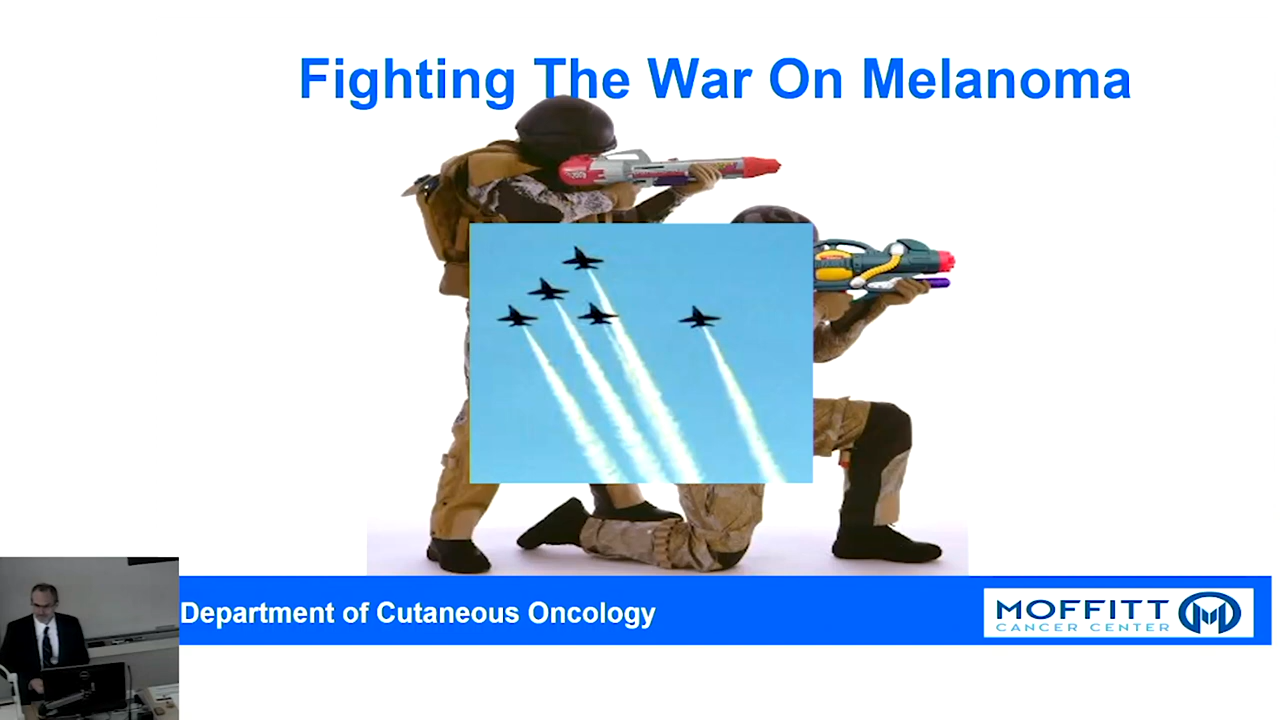 Fighting The War On Melanoma
Department of Cutaneous Oncology
MOFFITT
CANCER CENTER